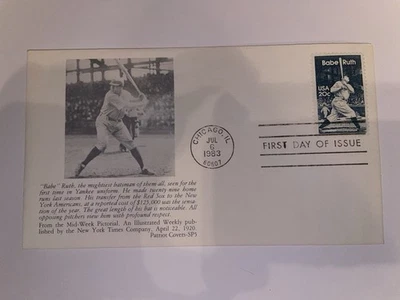 Babe Ruth
USA
20c
CHICAGO, IL
JUL
6
1983
60607
FIRST DAY OF ISSUE
"Babe" Ruth, the mightiest batsman of them all, seen for the
first time in Yankee uniform. He made twenty nine home
runs last season. His transfer from the Red Sox to the New
York Americans, at a reported cost of $125,000 was the sensa-
tion of the year. The great length of his bat is noticeable. All
opposing pitchers view him with profound respect.
From the Mid-Week Pictorial. An Illustrated Weekly pub-
lished by the New York Times Company, April 22, 1920.
Patriot Covers-SP5